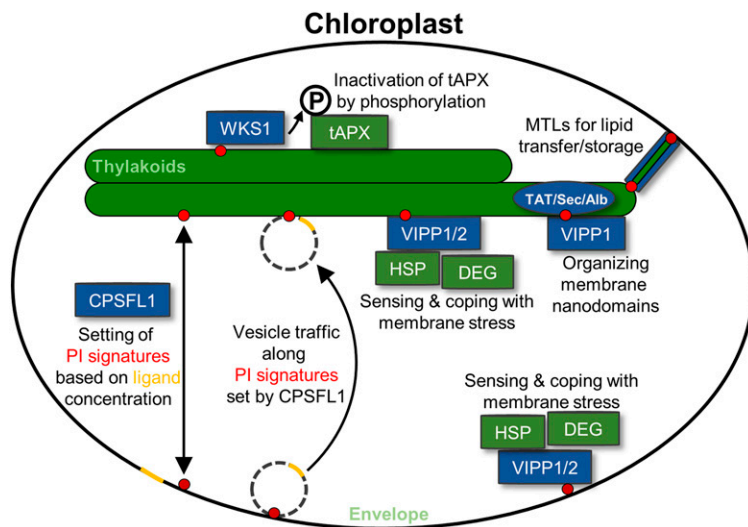 Chloroplast
Inactivation of tAPX
by phosphorylation
P
WKS1
tAPX
MTLs for lipid
transfer/storage
Thylakoids
TAT/Sec/Alb
VIPP1/2
VIPP1
HSP
DEG
Organizing
membrane
nanodomains
Sensing & coping with
membrane stress
CPSFL1
Setting of
PI signatures
based on ligand
concentration
Vesicle traffic
along
PI signatures
set by CPSFL1
Sensing & coping with
membrane stress
HSP
DEG
VIPP1/2
Envelope